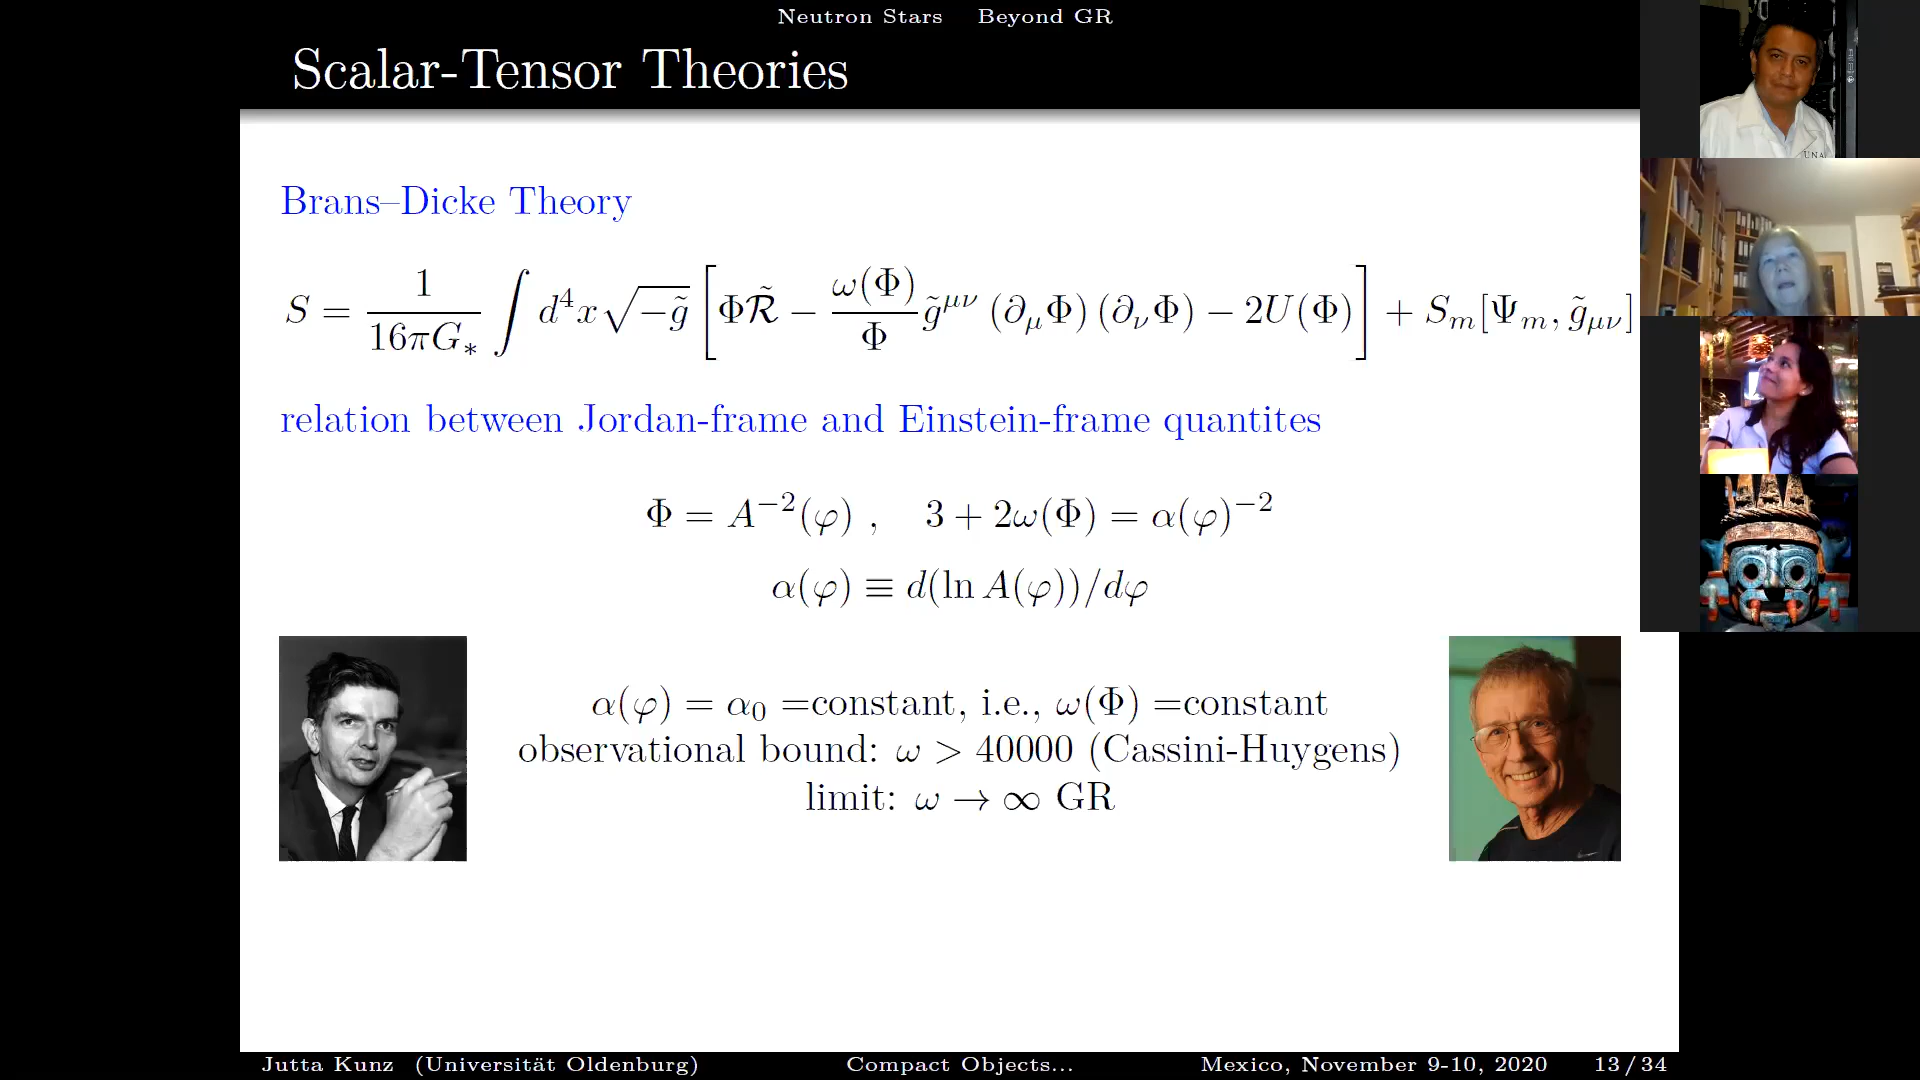 Neutron Stars Beyond GR
Scalar-Tensor Theories
Brans–Dicke Theory
S = 1/(16πG_*) ∫ d⁴x√−g̃ [ΦR̃ − ω(Φ)/Φ g̃^{μν} (∂_μΦ) (∂_νΦ) − 2U(Φ)] + S_m[Ψ_m, g̃_{μν}]
relation between Jordan-frame and Einstein-frame quantites
Φ = A⁻²(φ) , 3 + 2ω(Φ) = α(φ)⁻²
α(φ) ≡ d(ln A(φ))/dφ
α(φ) = α₀ =constant, i.e., ω(Φ) =constant
observational bound: ω > 40000 (Cassini-Huygens)
limit: ω → ∞ GR
Jutta Kunz (Universität Oldenburg) Compact Objects... Mexico, November 9-10, 2020 13 / 34